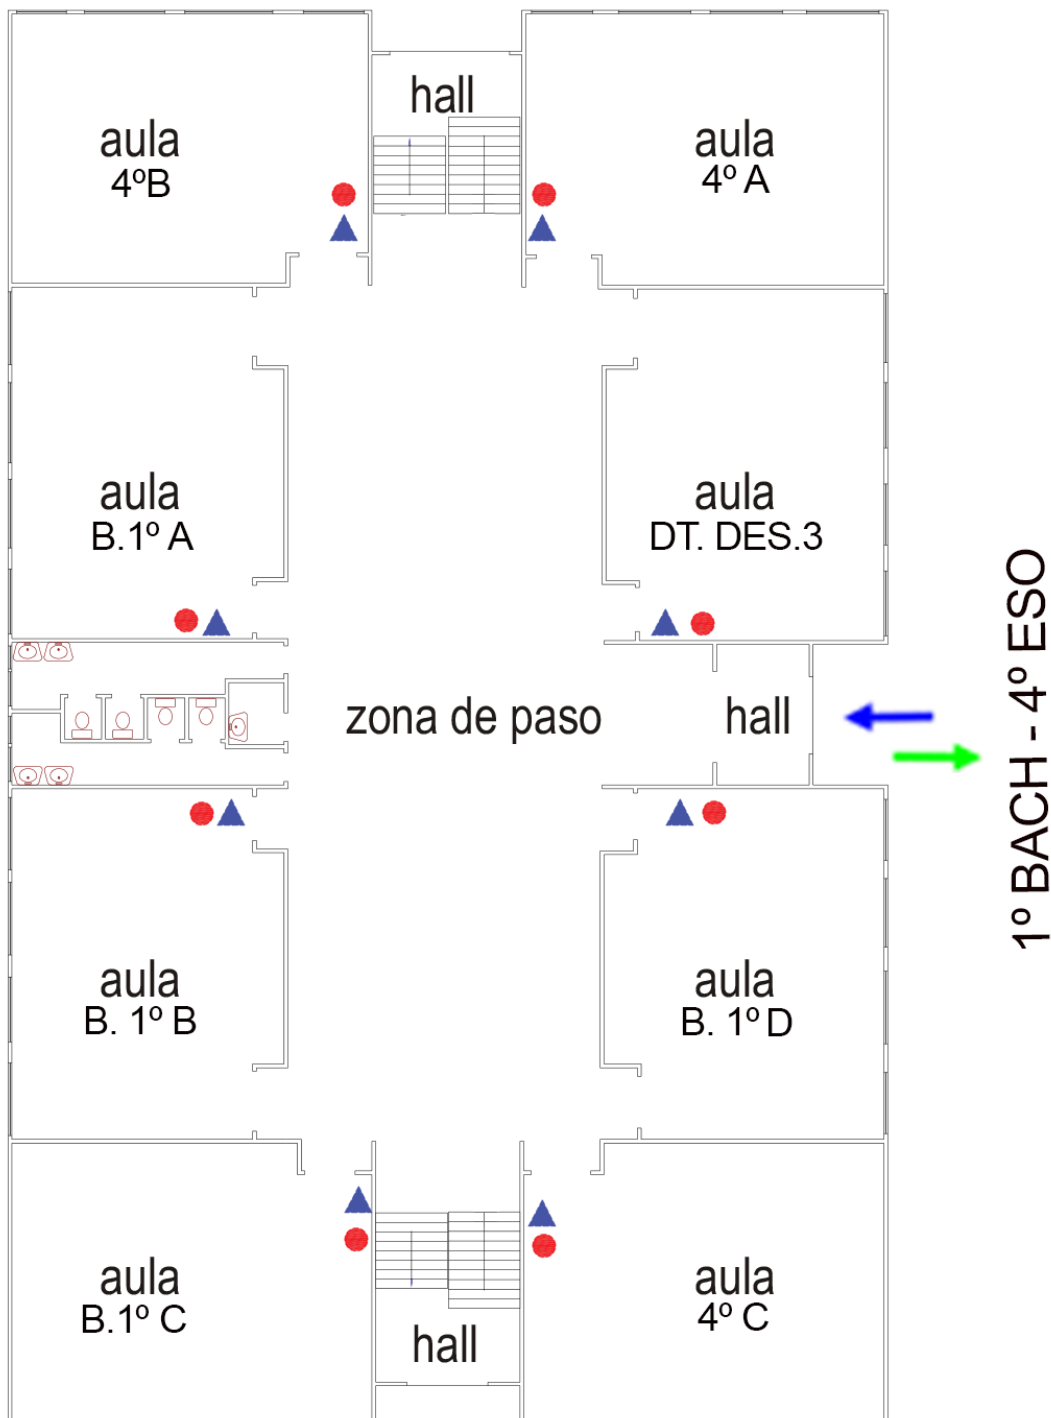 hall
aula
4ºB
aula
4º A
aula
B.1º A
aula
DT. DES.3
zona de paso
hall
1º BACH - 4º ESO
aula
B. 1º B
aula
B. 1º D
aula
B.1º C
hall
aula
4º C